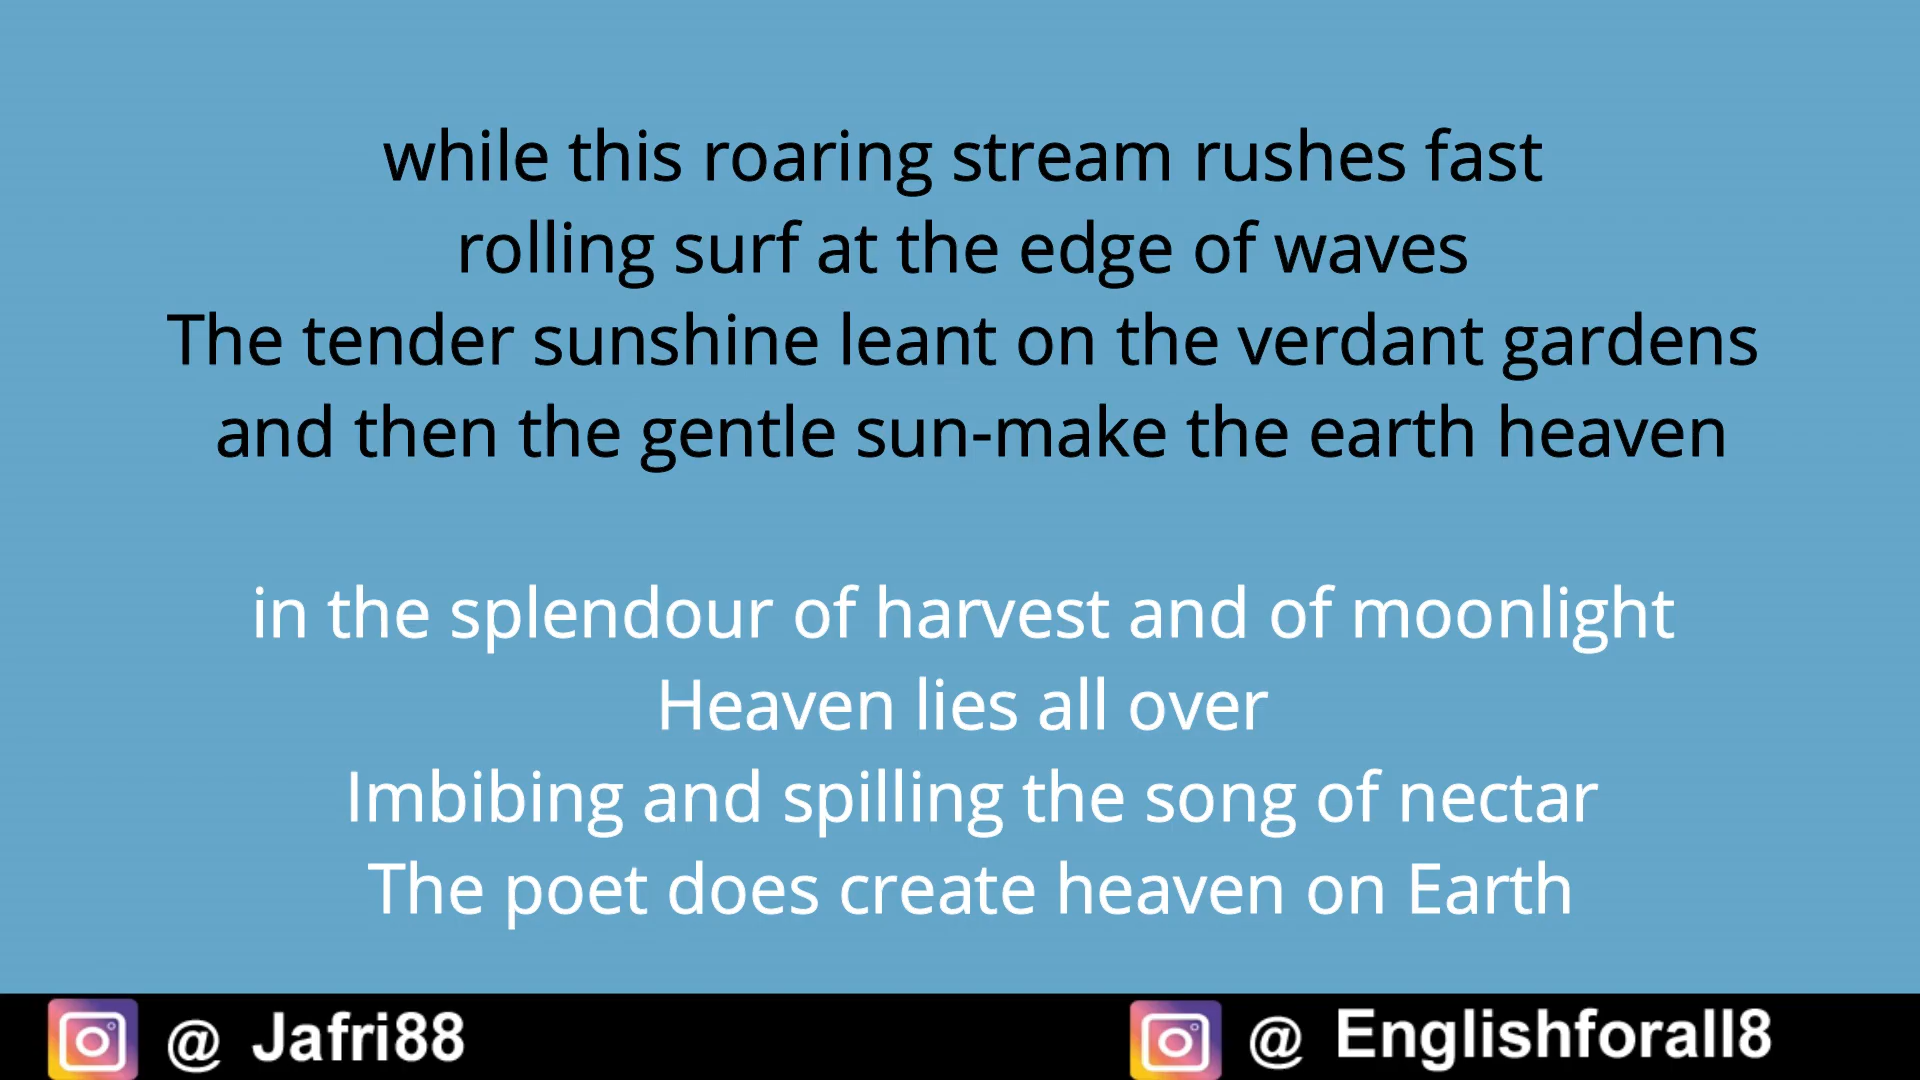 while this roaring stream rushes fast
rolling surf at the edge of waves
The tender sunshine leant on the verdant gardens
and then the gentle sun-make the earth heaven
in the splendour of harvest and of moonlight
Heaven lies all over
Imbibing and spilling the song of nectar
The poet does create heaven on Earth
@ Jafri88
@ Englishforall8